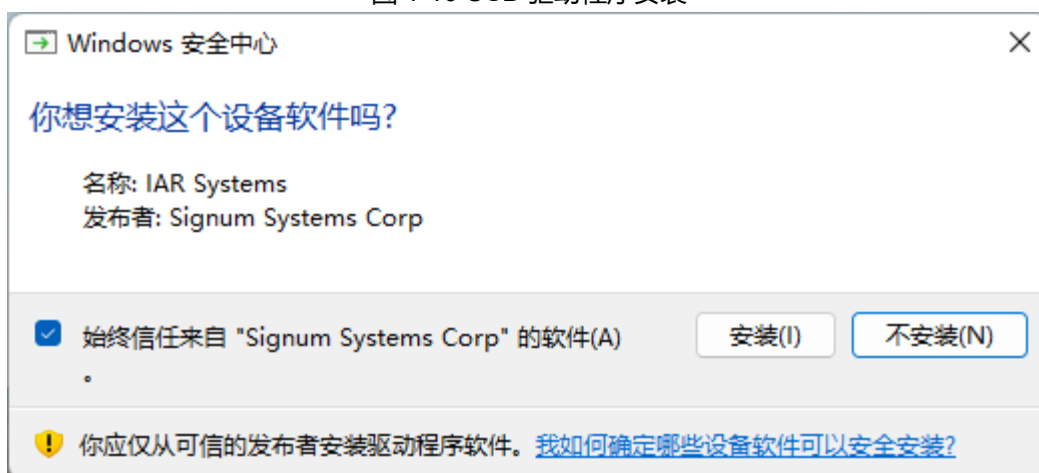 Windows 安全中心
你想安装这个设备软件吗?
名称: IAR Systems
发布者: Signum Systems Corp
始终信任来自 "Signum Systems Corp" 的软件(A)
。
安装(I)
不安装(N)
你应仅从可信的发布者安装驱动程序软件。我如何确定哪些设备软件可以安全安装?